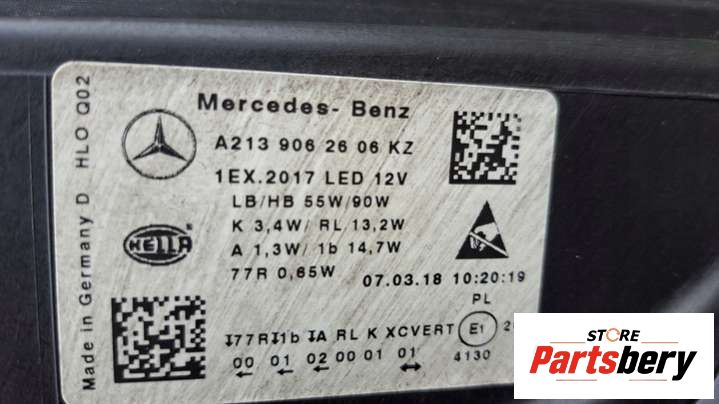 Mercedes- Benz
A213 906 26 06 KZ
1EX.2017 LED 12V
LB/HB 55W/90W
K 3,4W/ RL 13,2W
A 1,3W/ 1b 14,7W
77R 0,65W
07.03.18 10:20:19
PL
77R 1b IA RL K XCVERT E1
00 01 02 00 01 01 4130
HELLA
Made in Germany D HLO Q02
STORE
Partsbery